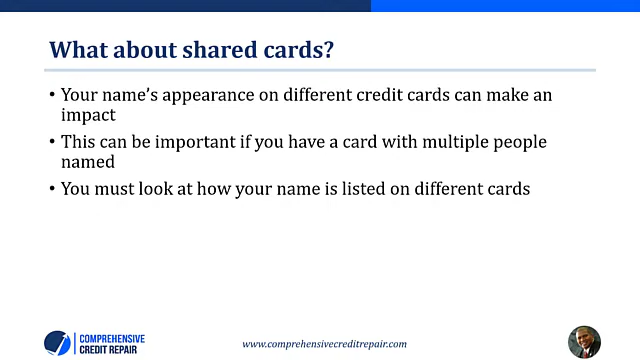 What about shared cards?
• Your name's appearance on different credit cards can make an
impact
• This can be important if you have a card with multiple people
named
• You must look at how your name is listed on different cards
COMPREHENSIVE
CREDIT REPAIR
www.comprehensivecreditrepair.com